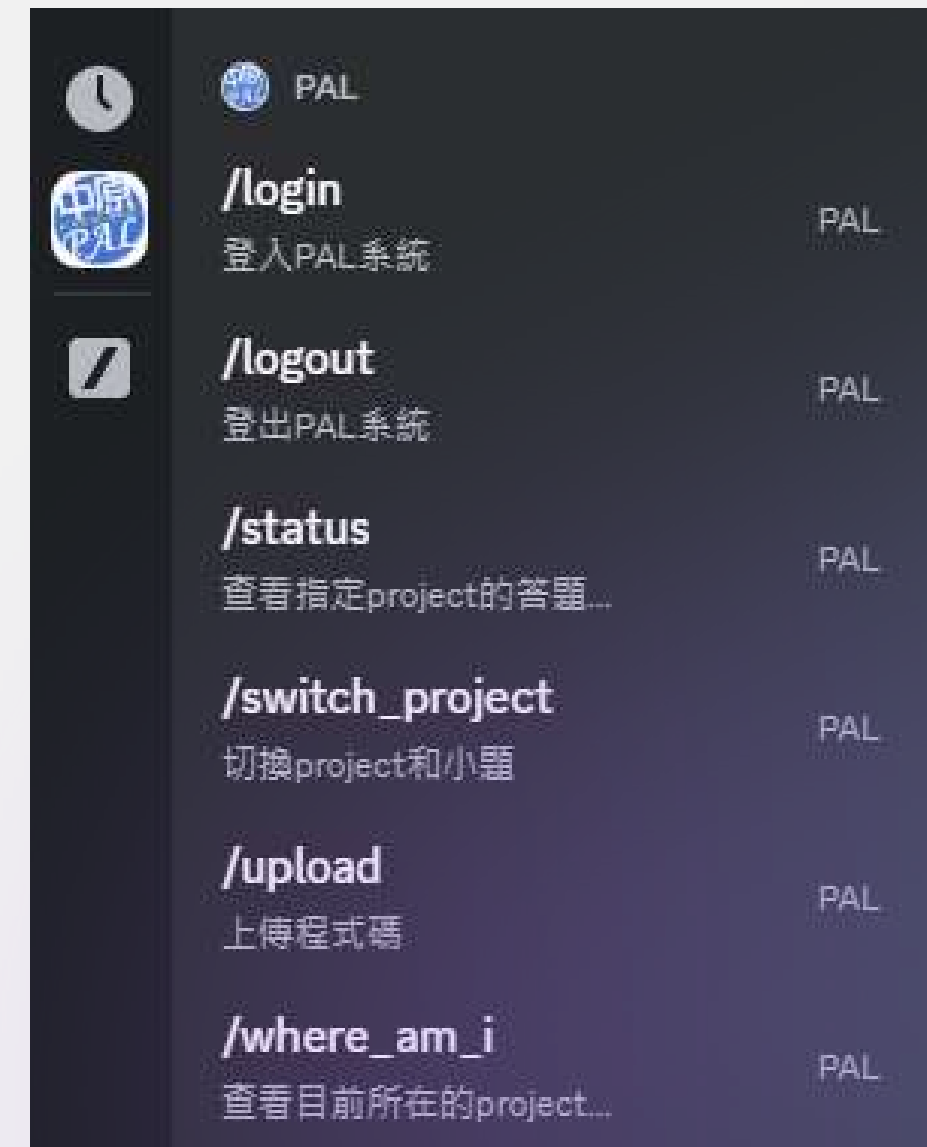 中原
PAL
PAL
/login
登入PAL系統
PAL
/logout
登出PAL系統
PAL
/status
查看指定project的答題...
PAL
/switch_project
切換project和小題
PAL
/upload
上傳程式碼
PAL
/where_am_i
查看目前所在的project...
PAL